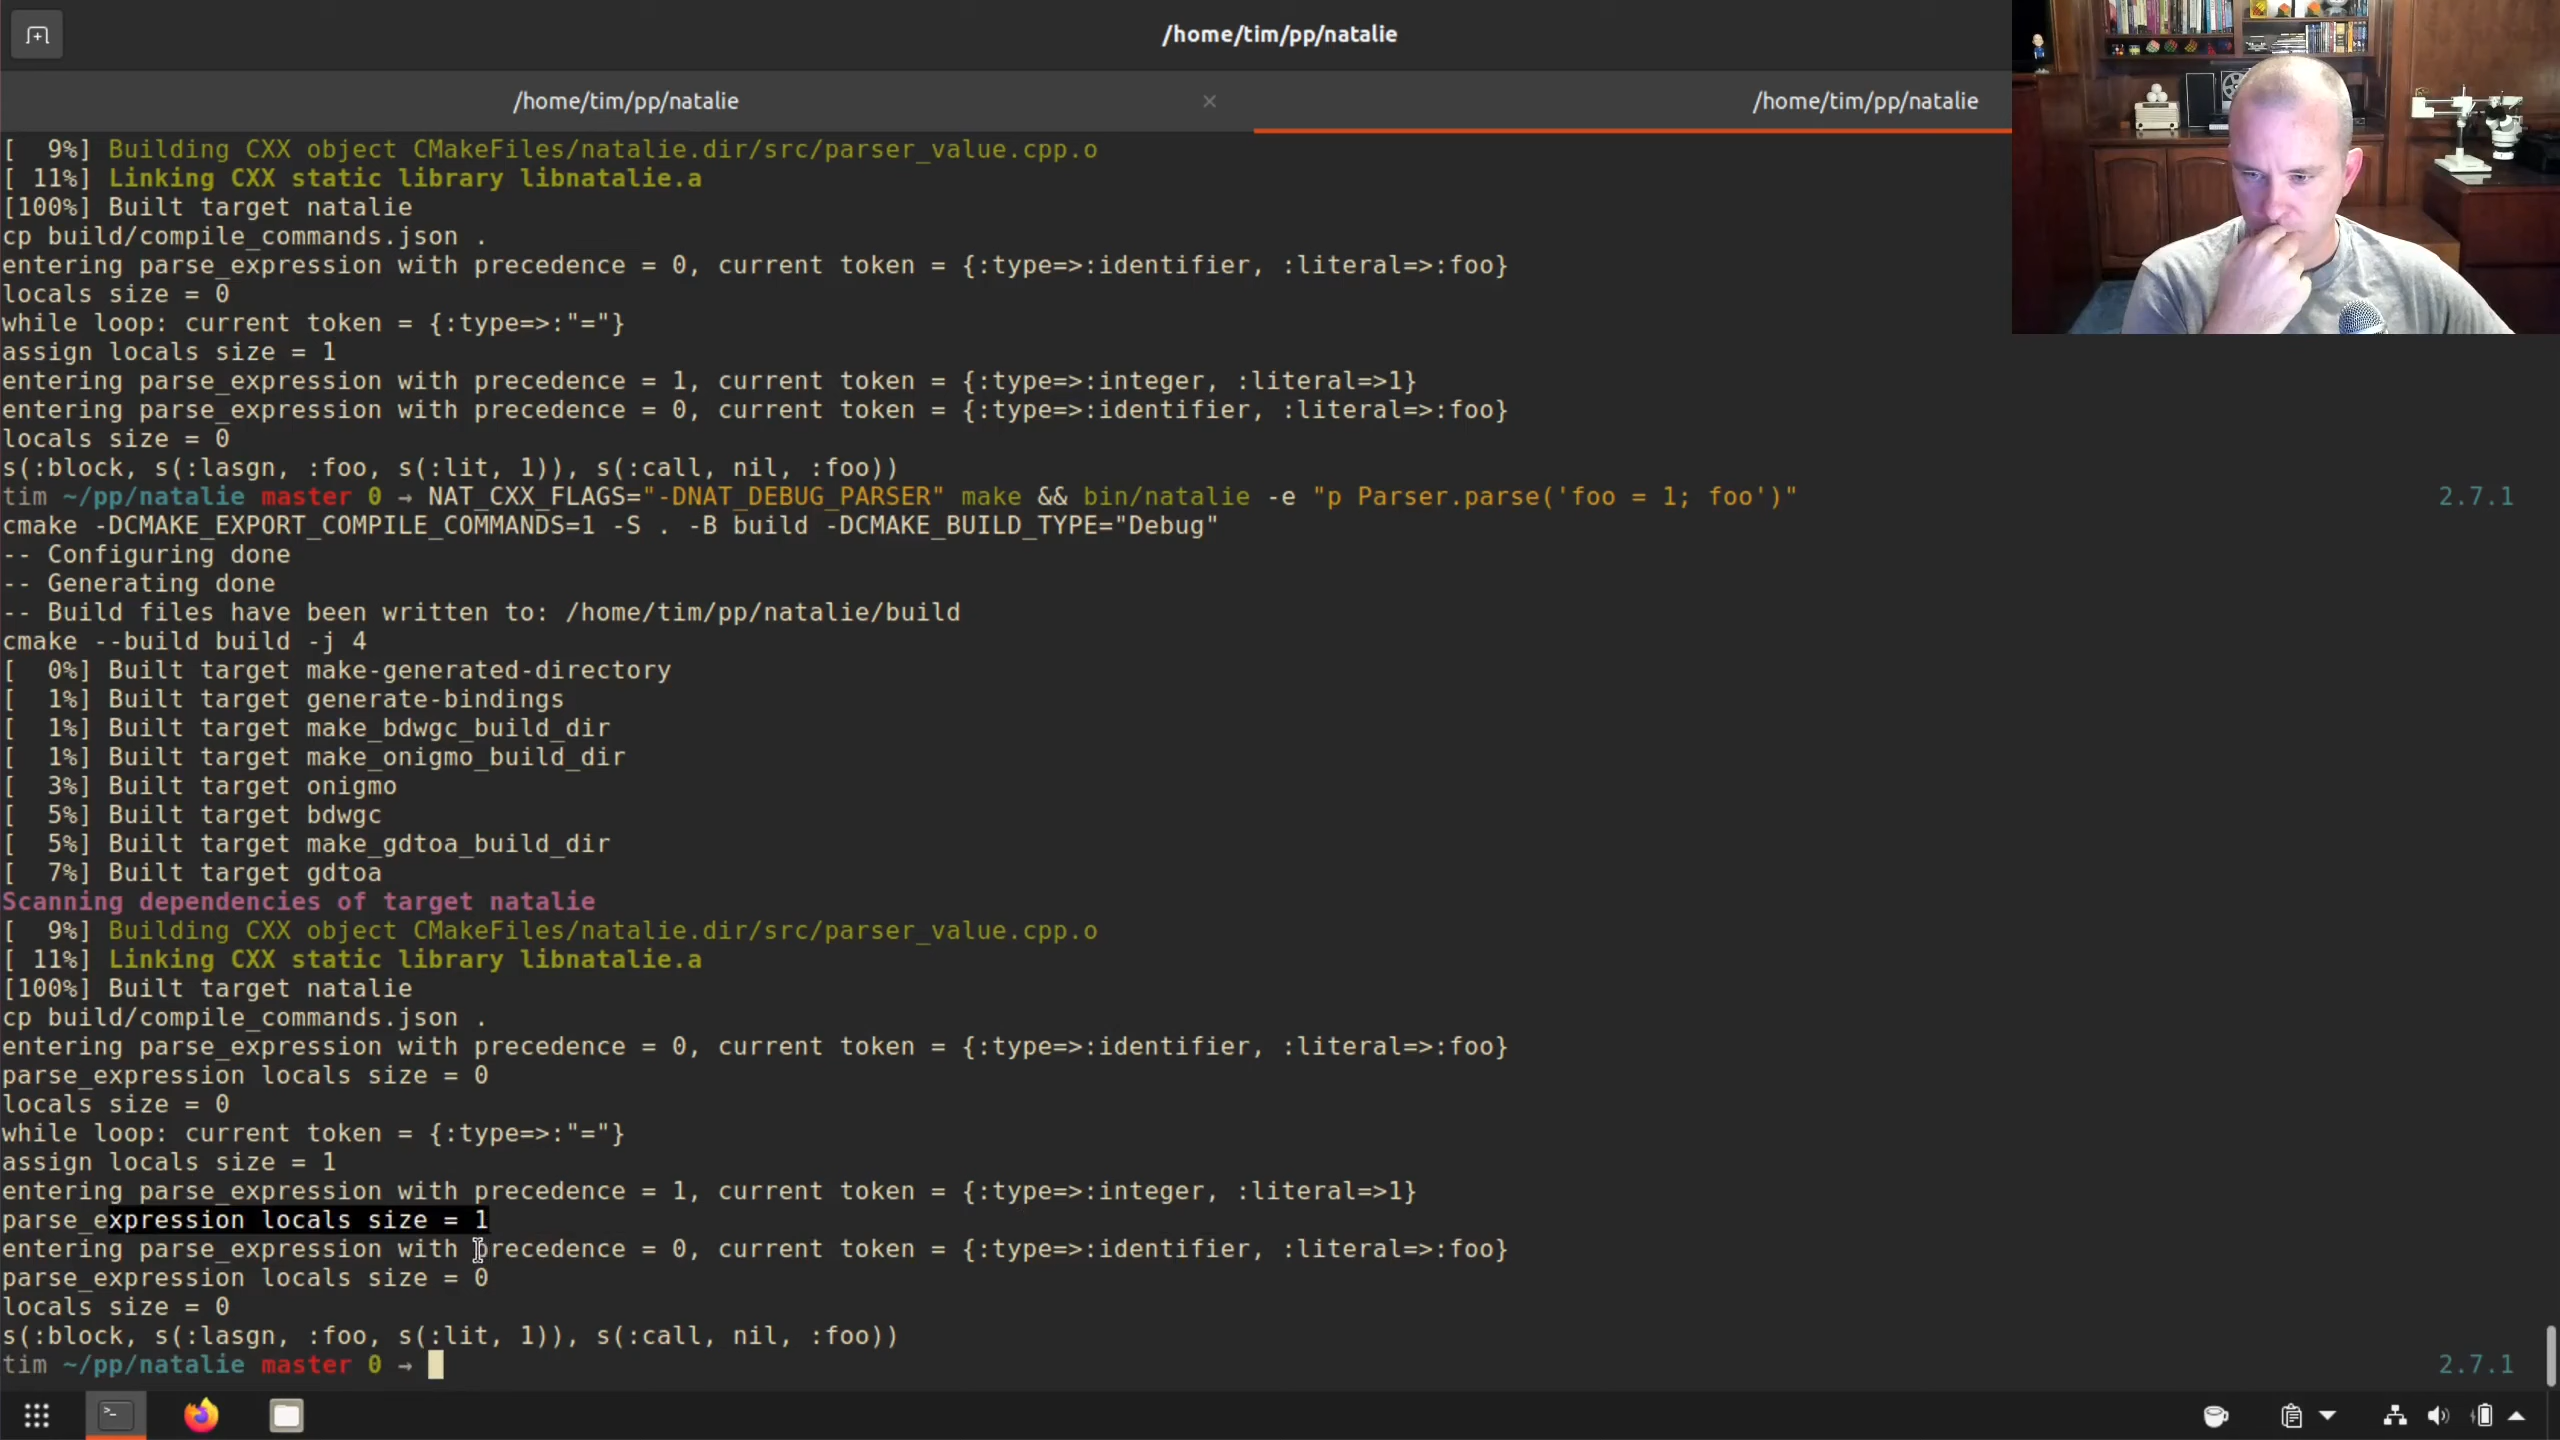 /home/tim/pp/natalie
/home/tim/pp/natalie × /home/tim/pp/natalie
[  9%] Building CXX object CMakeFiles/natalie.dir/src/parser_value.cpp.o
[ 11%] Linking CXX static library libnatalie.a
[100%] Built target natalie
cp build/compile_commands.json .
entering parse_expression with precedence = 0, current token = {:type=>:identifier, :literal=>:foo}
locals size = 0
while loop: current token = {:type=>:"="}
assign locals size = 1
entering parse_expression with precedence = 1, current token = {:type=>:integer, :literal=>1}
entering parse_expression with precedence = 0, current token = {:type=>:identifier, :literal=>:foo}
locals size = 0
s(:block, s(:lasgn, :foo, s(:lit, 1)), s(:call, nil, :foo))
tim ~/pp/natalie master 0 → NAT_CXX_FLAGS="-DNAT_DEBUG_PARSER" make && bin/natalie -e "p Parser.parse('foo = 1; foo')" 2.7.1
cmake -DCMAKE_EXPORT_COMPILE_COMMANDS=1 -S . -B build -DCMAKE_BUILD_TYPE="Debug"
-- Configuring done
-- Generating done
-- Build files have been written to: /home/tim/pp/natalie/build
cmake --build build -j 4
[  0%] Built target make-generated-directory
[  1%] Built target generate-bindings
[  1%] Built target make_bdwgc_build_dir
[  1%] Built target make_onigmo_build_dir
[  3%] Built target onigmo
[  5%] Built target bdwgc
[  5%] Built target make_gdtoa_build_dir
[  7%] Built target gdtoa
Scanning dependencies of target natalie
[  9%] Building CXX object CMakeFiles/natalie.dir/src/parser_value.cpp.o
[ 11%] Linking CXX static library libnatalie.a
[100%] Built target natalie
cp build/compile_commands.json .
entering parse_expression with precedence = 0, current token = {:type=>:identifier, :literal=>:foo}
parse_expression locals size = 0
locals size = 0
while loop: current token = {:type=>:"="}
assign locals size = 1
entering parse_expression with precedence = 1, current token = {:type=>:integer, :literal=>1}
parse_expression locals size = 1
entering parse_expression with precedence = 0, current token = {:type=>:identifier, :literal=>:foo}
parse_expression locals size = 0
locals size = 0
s(:block, s(:lasgn, :foo, s(:lit, 1)), s(:call, nil, :foo))
tim ~/pp/natalie master 0 → 2.7.1